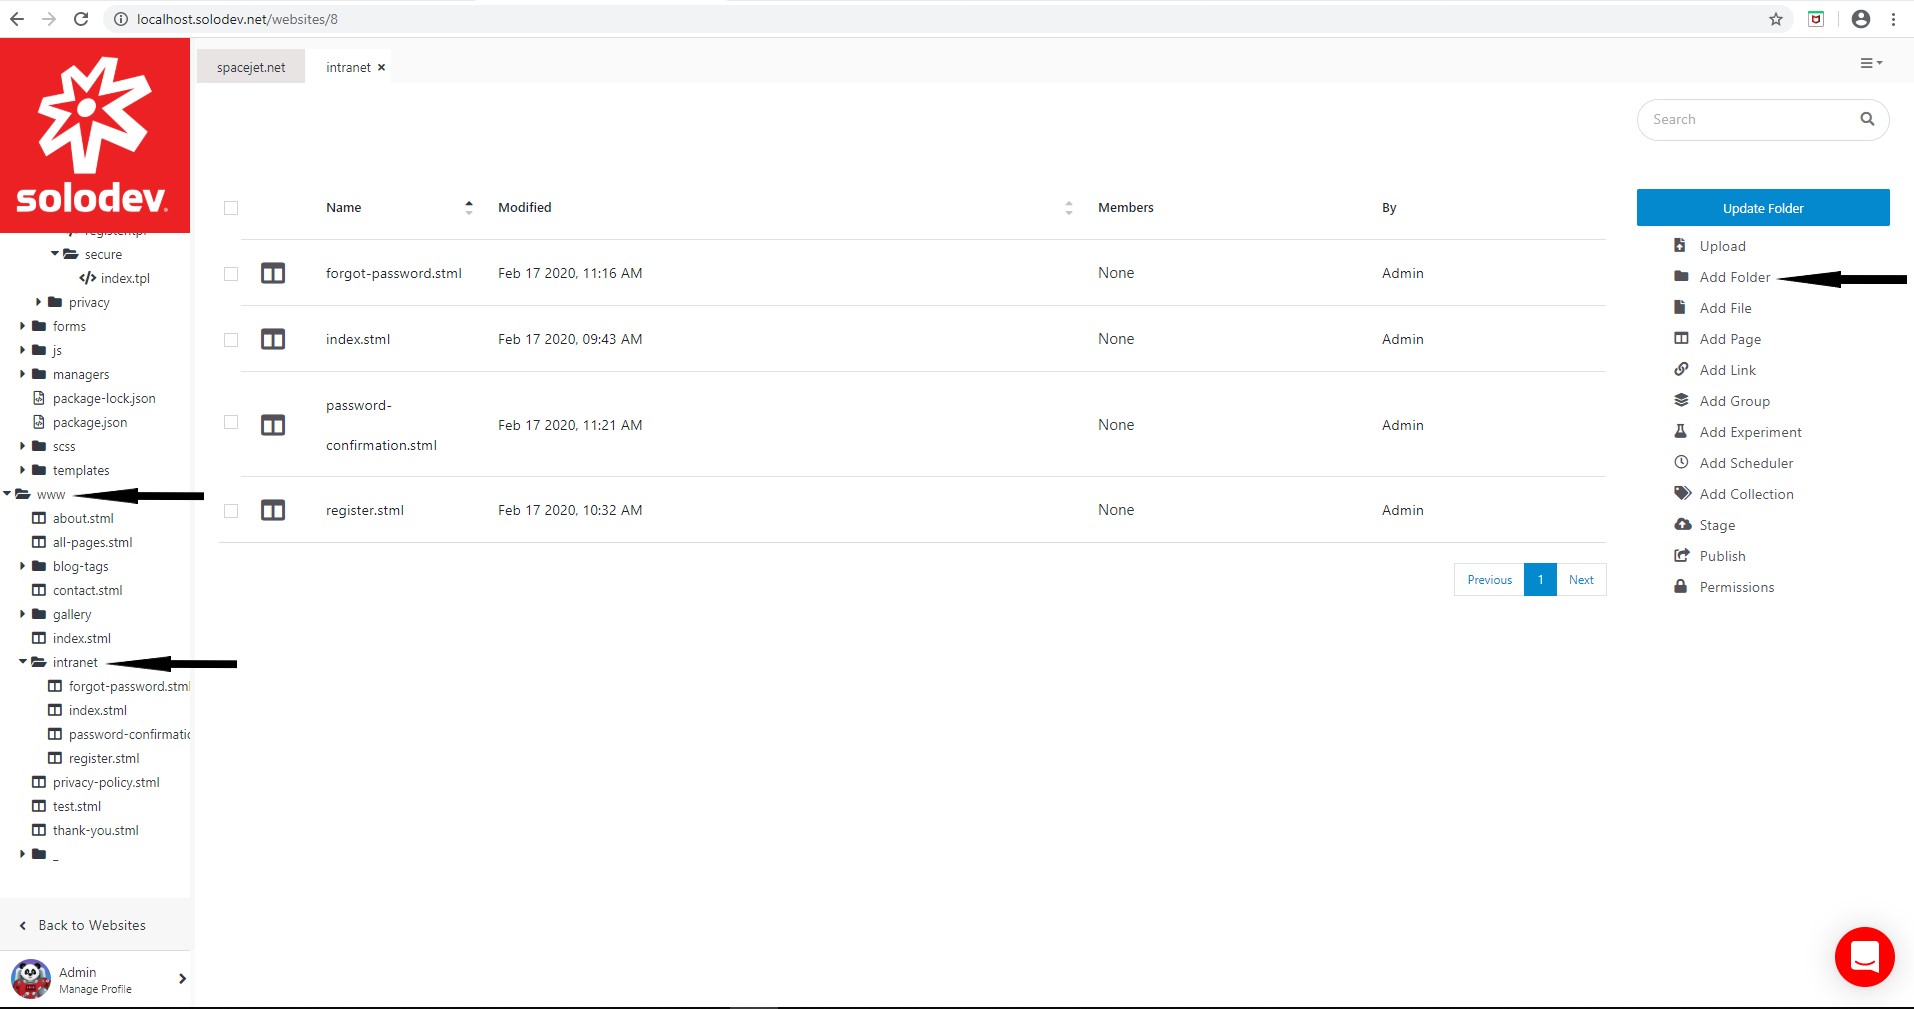 localhost.solodev.net/websites/8
solodev.
spacejet.net
intranet ×
Search
register.tpl
secure
</> index.tpl
privacy
forms
js
managers
package-lock.json
package.json
scss
templates
www
about.stml
all-pages.stml
blog-tags
contact.stml
gallery
index.stml
intranet
forgot-password.stml
index.stml
password-confirmatic
register.stml
privacy-policy.stml
test.stml
thank-you.stml
_
Back to Websites
Admin
Manage Profile
Name Modified Members By
forgot-password.stml Feb 17 2020, 11:16 AM None Admin
index.stml Feb 17 2020, 09:43 AM None Admin
password-
confirmation.stml Feb 17 2020, 11:21 AM None Admin
register.stml Feb 17 2020, 10:32 AM None Admin
Previous 1 Next
Update Folder
Upload
Add Folder
Add File
Add Page
Add Link
Add Group
Add Experiment
Add Scheduler
Add Collection
Stage
Publish
Permissions